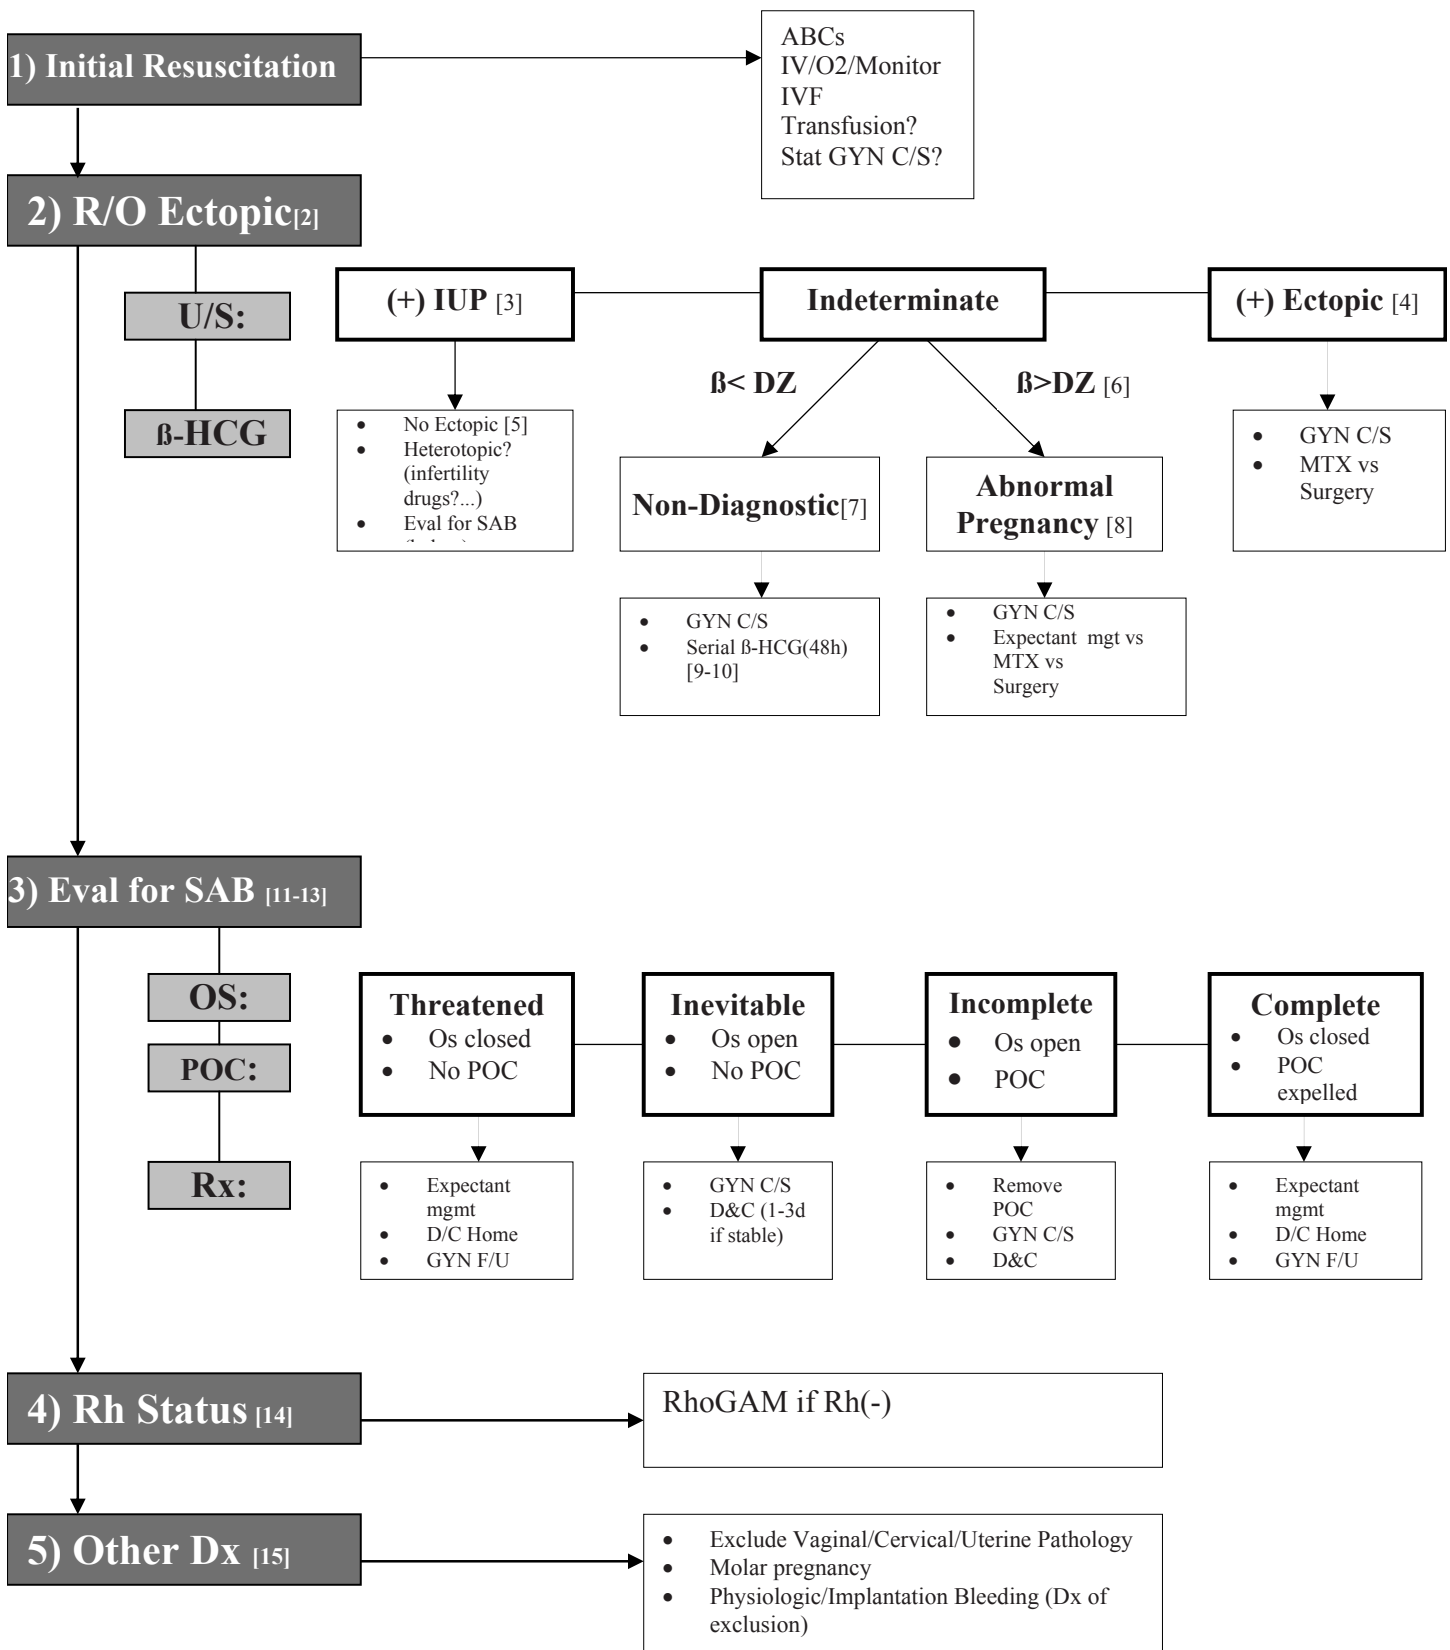 1) Initial Resuscitation
ABCs
IV/O2/Monitor
IVF
Transfusion?
Stat GYN C/S?
2) R/O Ectopic[2]
U/S:
ß-HCG
(+) IUP [3]
Indeterminate
(+) Ectopic [4]
ß< DZ
ß>DZ [6]
• No Ectopic [5]
• Heterotopic?
(infertility
drugs?...)
• Eval for SAB
Non-Diagnostic[7]
Abnormal
Pregnancy [8]
• GYN C/S
• MTX vs
Surgery
• GYN C/S
• Serial ß-HCG(48h)
[9-10]
• GYN C/S
• Expectant mgt vs
MTX vs
Surgery
3) Eval for SAB [11-13]
OS:
POC:
Rx:
Threatened
• Os closed
• No POC
Inevitable
• Os open
• No POC
Incomplete
• Os open
• POC
Complete
• Os closed
• POC
expelled
• Expectant
mgmt
• D/C Home
• GYN F/U
• GYN C/S
• D&C (1-3d
if stable)
• Remove
POC
• GYN C/S
• D&C
• Expectant
mgmt
• D/C Home
• GYN F/U
4) Rh Status [14]
RhoGAM if Rh(-)
5) Other Dx [15]
• Exclude Vaginal/Cervical/Uterine Pathology
• Molar pregnancy
• Physiologic/Implantation Bleeding (Dx of
exclusion)